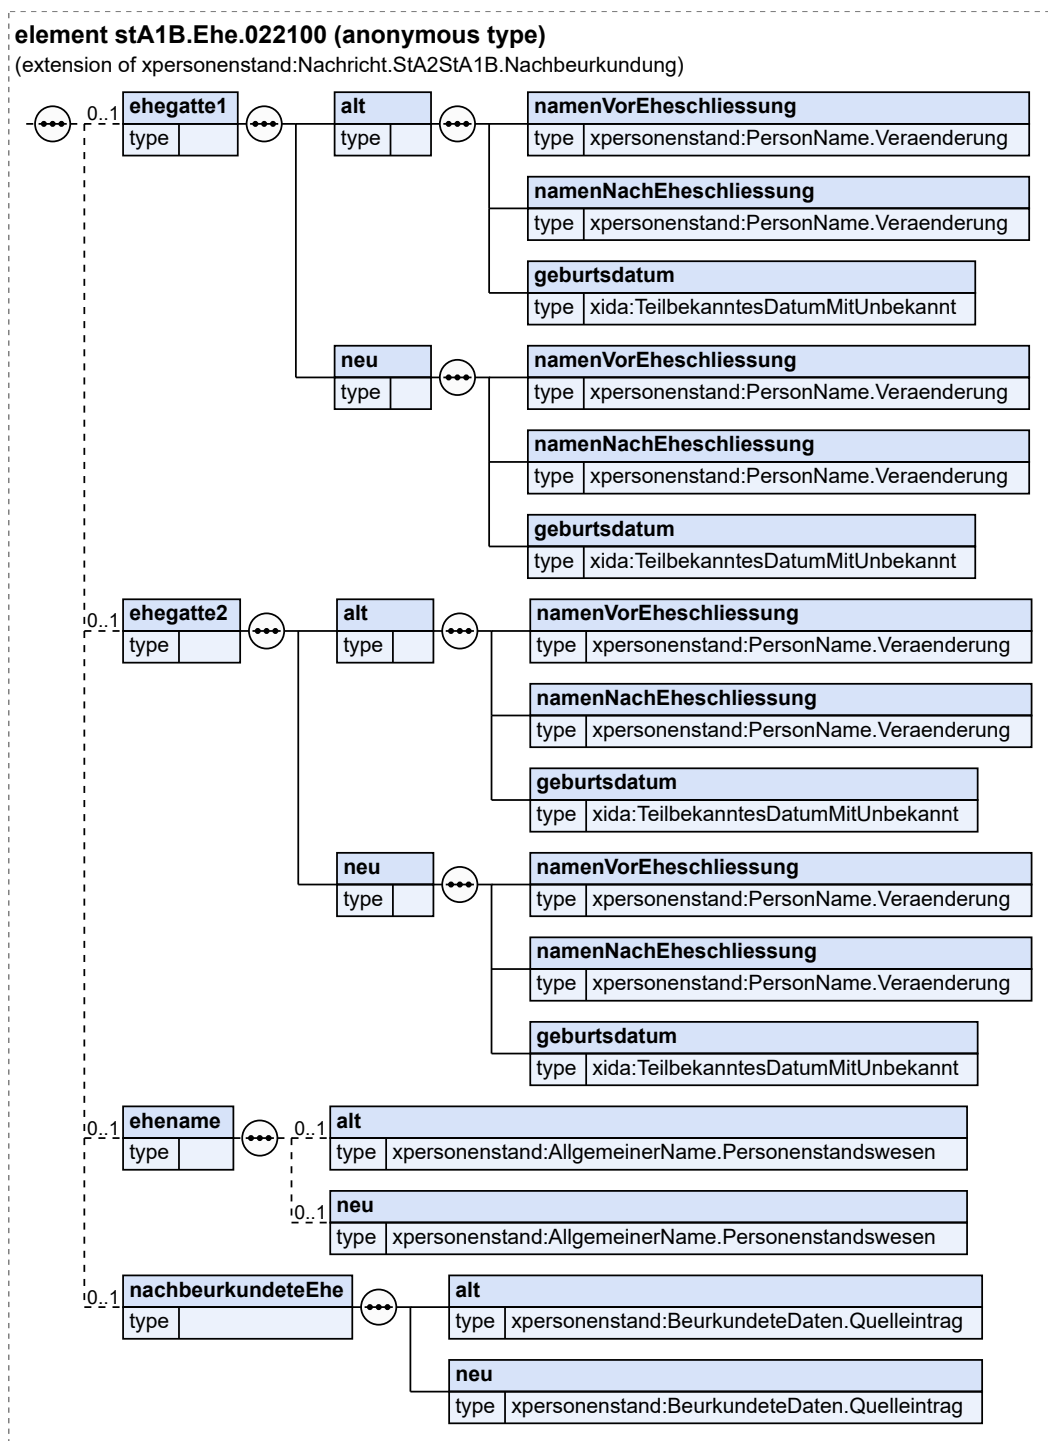 element stA1B.Ehe.022100 (anonymous type)
(extension of xpersonenstand:Nachricht.StA2StA1B.Nachbeurkundung)
0..1
ehegatte1
type
alt
type
namenVorEheschliessung
type xpersonenstand:PersonName.Veraenderung
namenNachEheschliessung
type xpersonenstand:PersonName.Veraenderung
geburtsdatum
type xida:TeilbekanntesDatumMitUnbekannt
neu
type
namenVorEheschliessung
type xpersonenstand:PersonName.Veraenderung
namenNachEheschliessung
type xpersonenstand:PersonName.Veraenderung
geburtsdatum
type xida:TeilbekanntesDatumMitUnbekannt
0..1
ehegatte2
type
alt
type
namenVorEheschliessung
type xpersonenstand:PersonName.Veraenderung
namenNachEheschliessung
type xpersonenstand:PersonName.Veraenderung
geburtsdatum
type xida:TeilbekanntesDatumMitUnbekannt
neu
type
namenVorEheschliessung
type xpersonenstand:PersonName.Veraenderung
namenNachEheschliessung
type xpersonenstand:PersonName.Veraenderung
geburtsdatum
type xida:TeilbekanntesDatumMitUnbekannt
0..1
ehename
type
0..1
alt
type xpersonenstand:AllgemeinerName.Personenstandswesen
0..1
neu
type xpersonenstand:AllgemeinerName.Personenstandswesen
0..1
nachbeurkundeteEhe
type
alt
type xpersonenstand:BeurkundeteDaten.Quelleintrag
neu
type xpersonenstand:BeurkundeteDaten.Quelleintrag